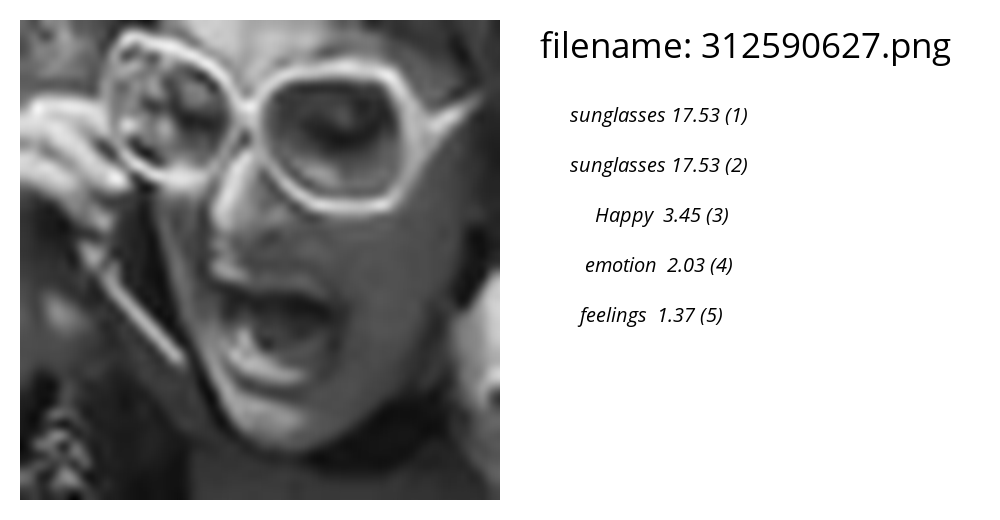 filename: 312590627.png
sunglasses 17.53 (1)
sunglasses 17.53 (2)
Happy 3.45 (3)
emotion 2.03 (4)
feelings 1.37 (5)